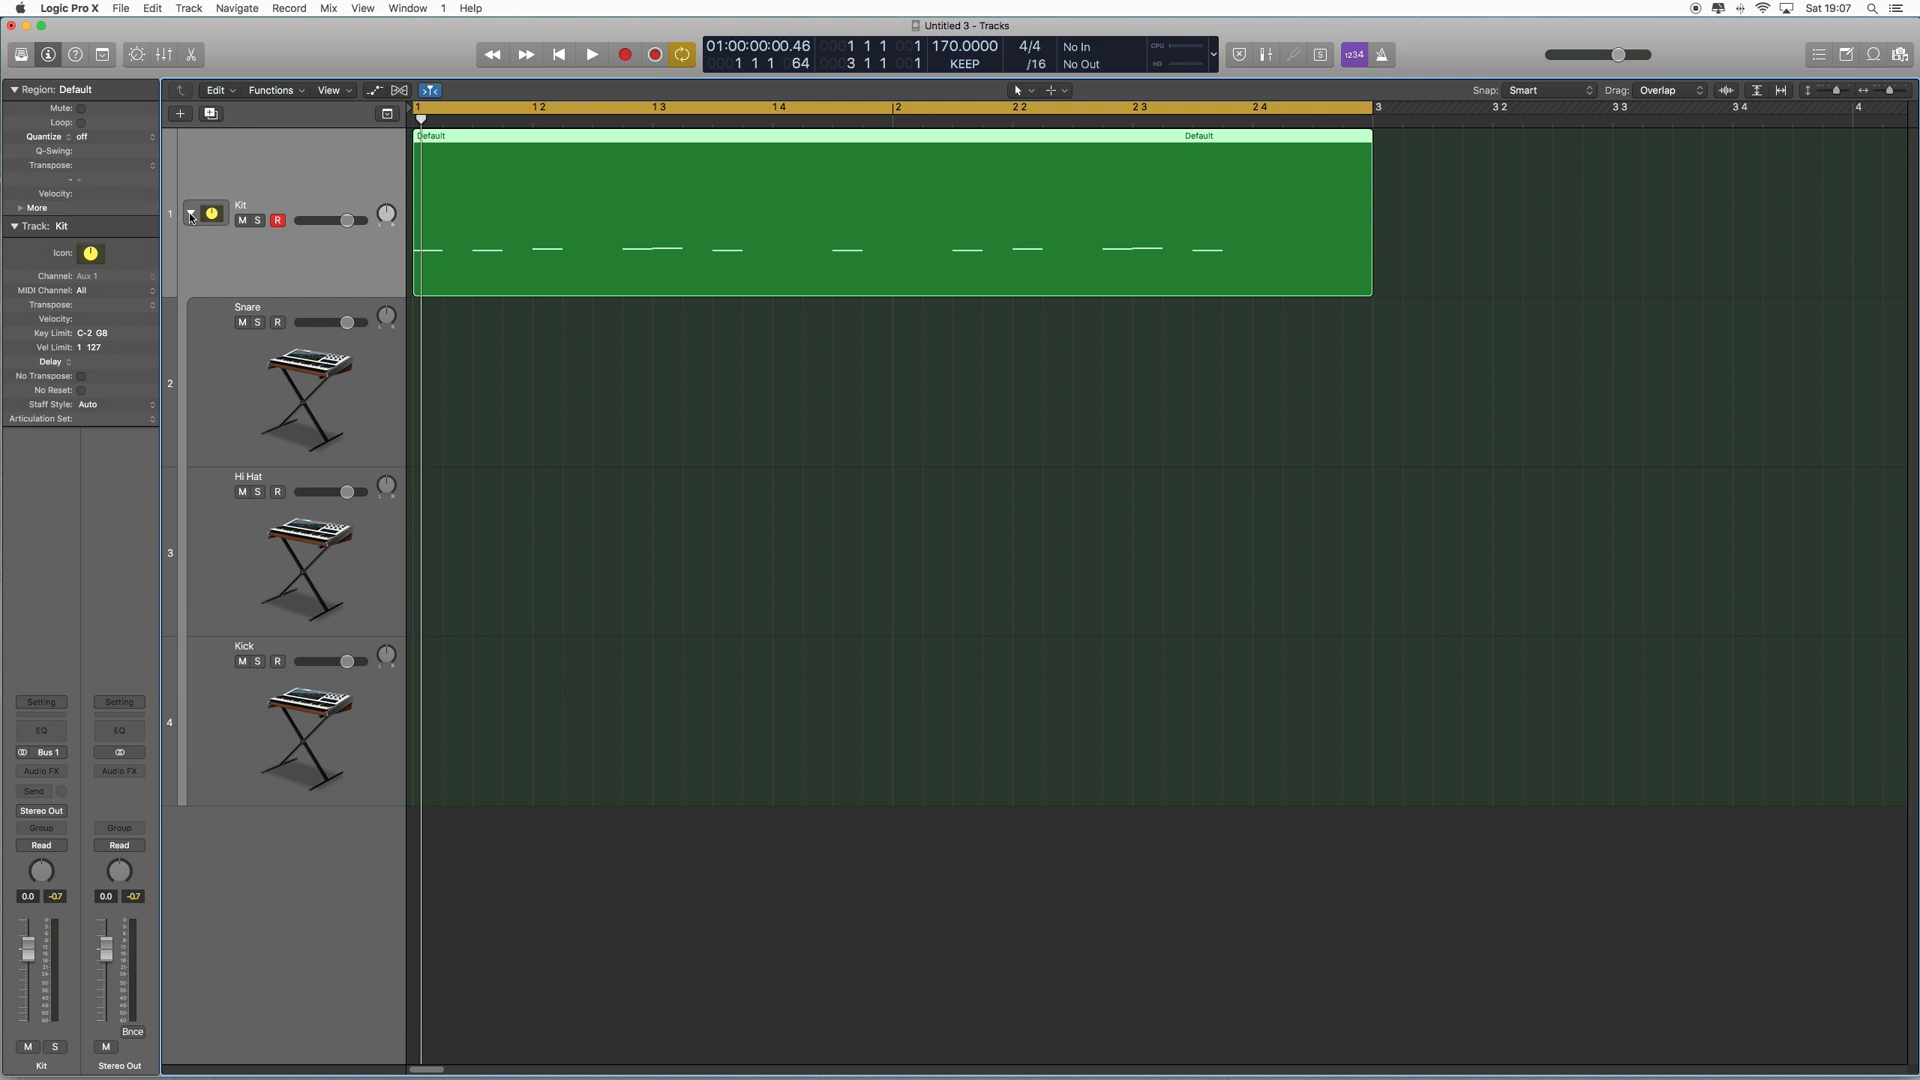 Logic Pro X File Edit Track Navigate Record Mix View Window 1 Help
Sat 19:07
Untitled 3 - Tracks
01:00:00:00.46 0001 1 1 001 170.0000 4/4 No In CPU
0001 1 1 064 0003 1 1 001 KEEP /16 No Out HD
1234
Region: Default
Edit Functions View
Snap: Smart Drag: Overlap
Mute:
Loop:
Quantize off
Q-Swing:
Transpose:
- -
Velocity:
More
Track: Kit
Icon:
Channel: Aux 1
MIDI Channel: All
Transpose:
Velocity:
Key Limit: C-2 G8
Vel Limit: 1 127
Delay
No Transpose:
No Reset:
Staff Style: Auto
Articulation Set:
1 1 2 1 3 1 4 2 2 2 2 3 2 4 3 3 2 3 3 3 4 4
Default Default
1 Kit
M S R L R
2 Snare
M S R L R
3 Hi Hat
M S R L R
4 Kick
M S R L R
Setting Setting
EQ EQ
Bus 1
Audio FX Audio FX
Send
Stereo Out
Group Group
Read Read
0.0 -0.7 0.0 -0.7
Bnce
M S M
Kit Stereo Out